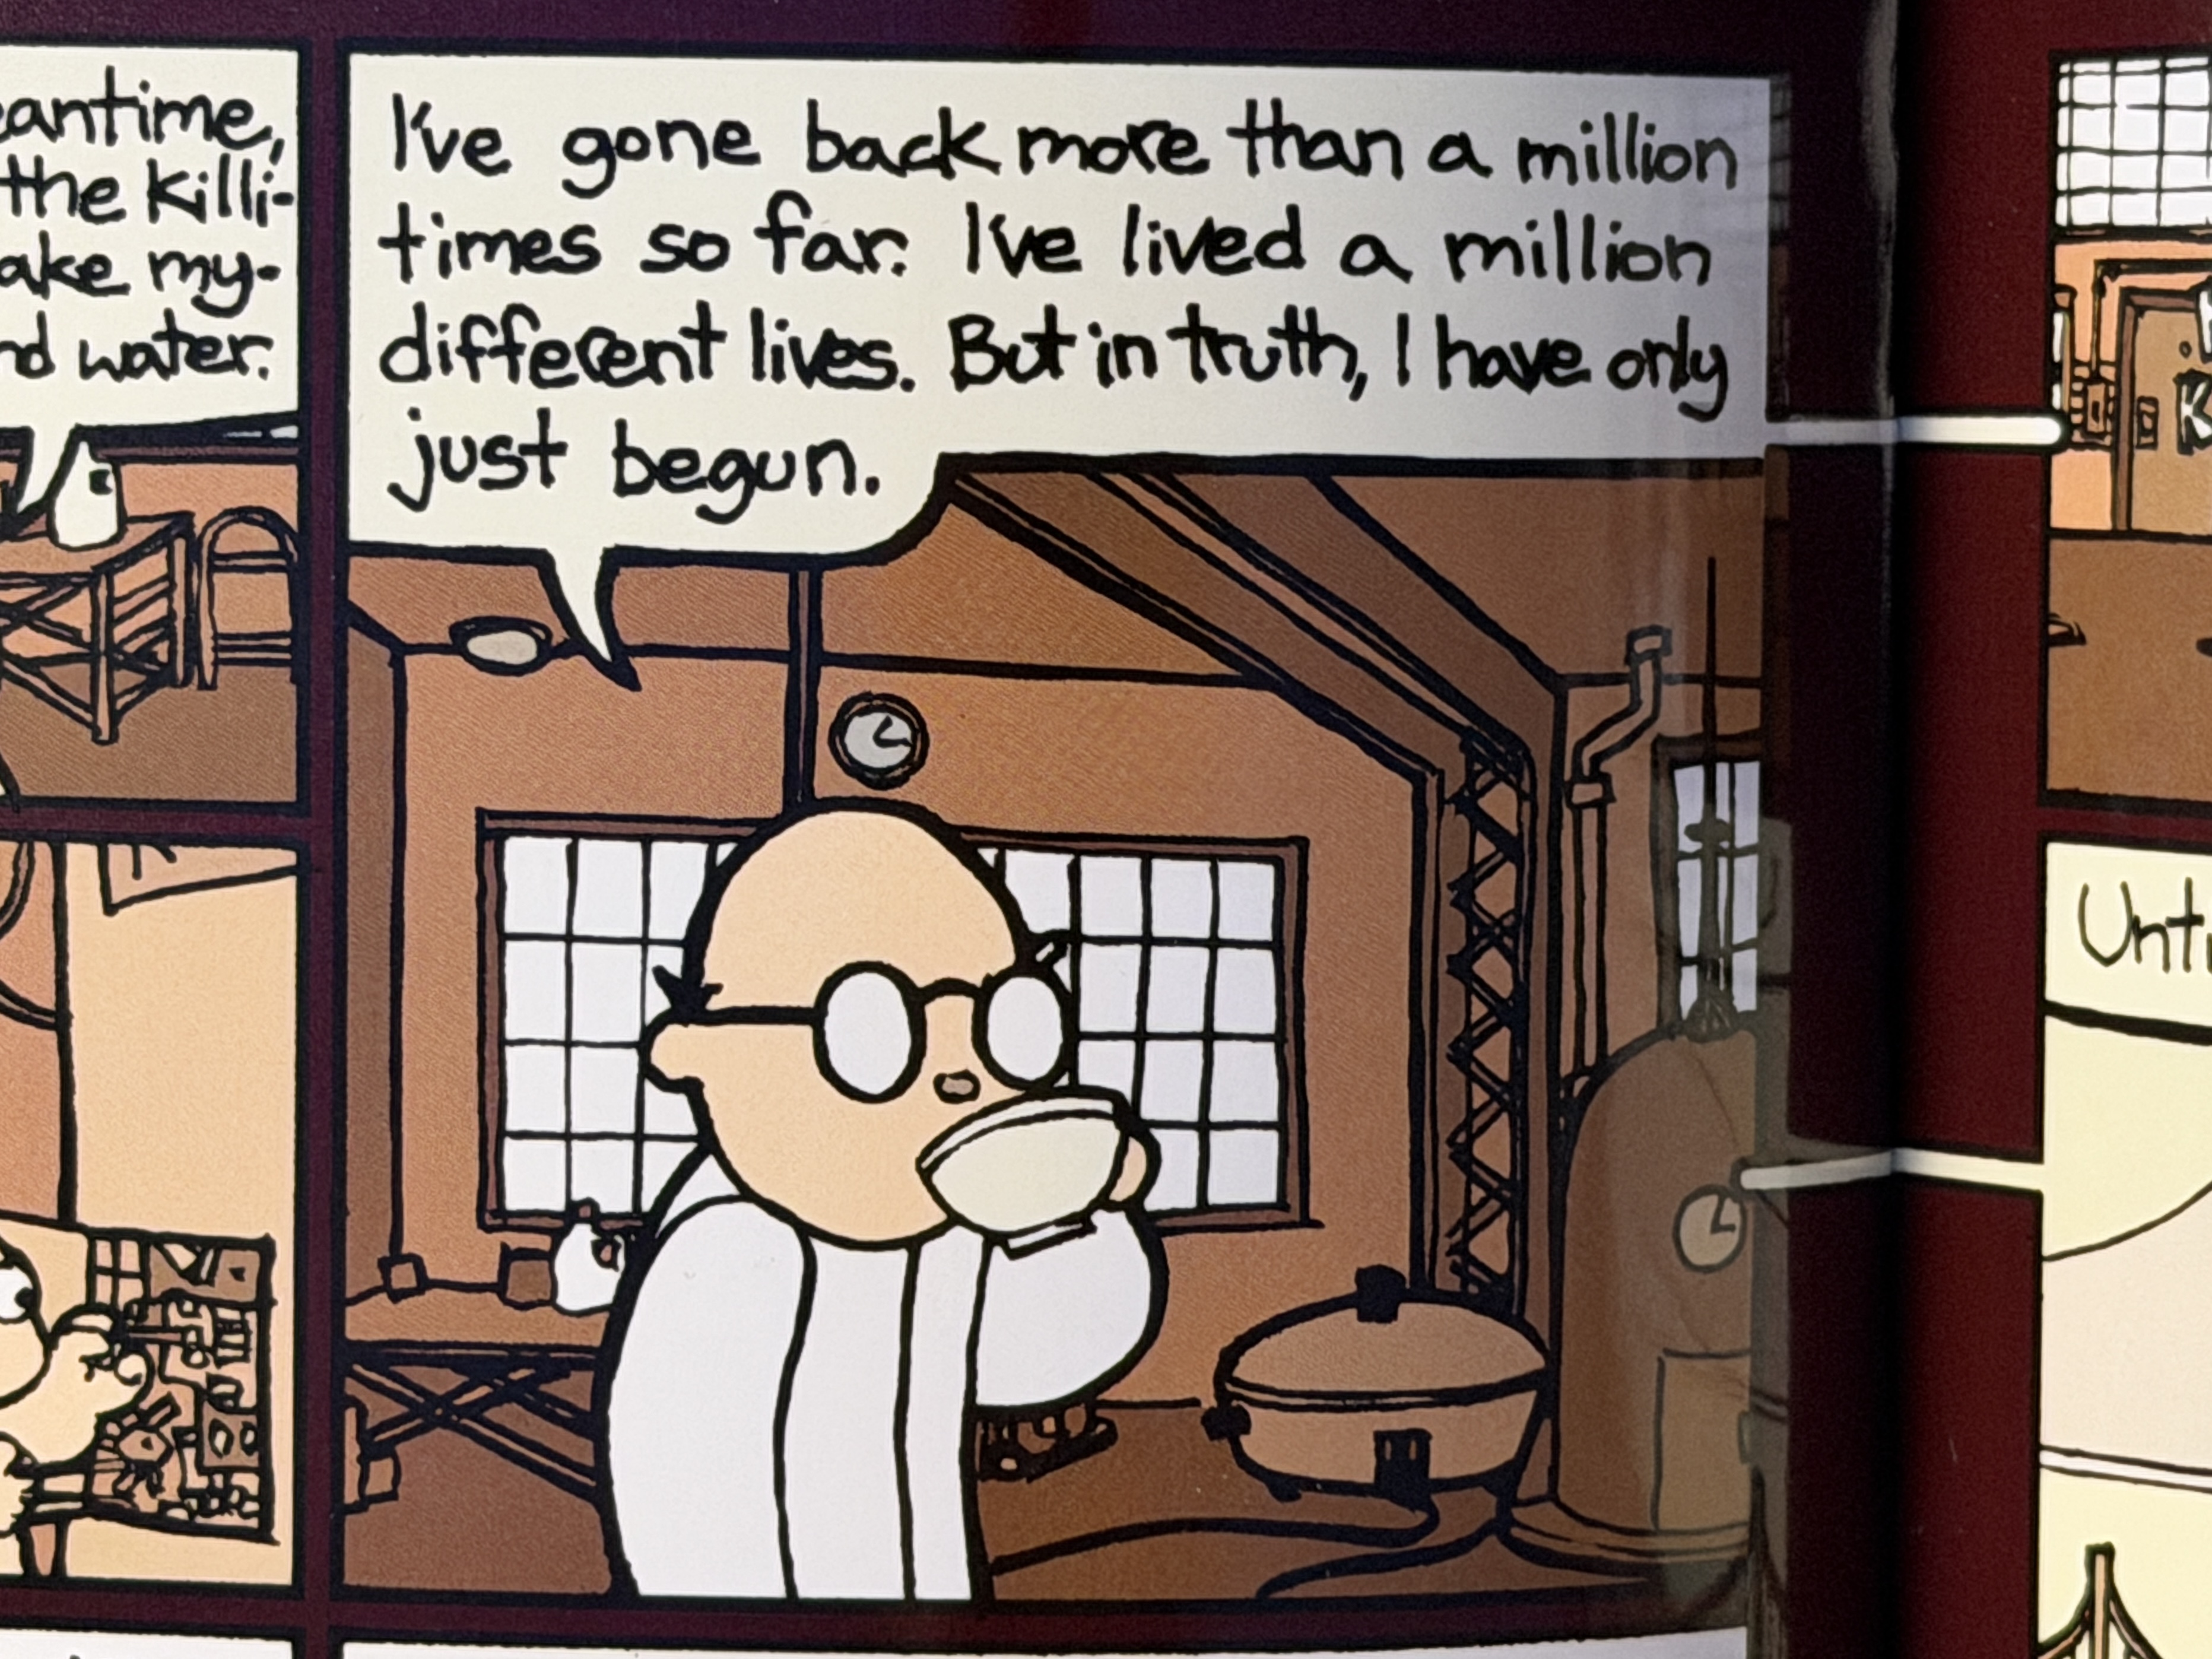 eantime,
the Killi-
ake my-
nd water.
I've gone back more than a million
times so far. I've lived a million
different lives. But in truth, I have only
just begun.
Unti